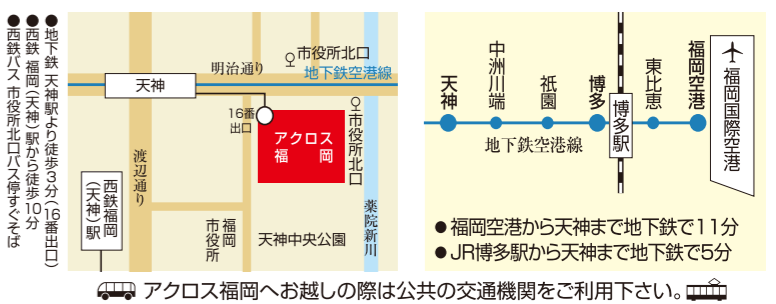 ●地下鉄 天神駅より徒歩3分(16番出口)
●西鉄 福岡(天神)駅から徒歩10分
●西鉄バス 市役所北口バス停すぐそば
市役所北口
明治通り
地下鉄空港線
天神
16番
出口
アクロス
福岡
市役所北口
渡辺通り
西鉄福岡
(天神)駅
福岡
市役所
天神中央公園
薬院新川
天神
中洲川端
祇園
博多
博多駅
東比恵
福岡空港
福岡国際空港
地下鉄空港線
●福岡空港から天神まで地下鉄で11分
●JR博多駅から天神まで地下鉄で5分
アクロス福岡へお越しの際は公共の交通機関をご利用下さい。